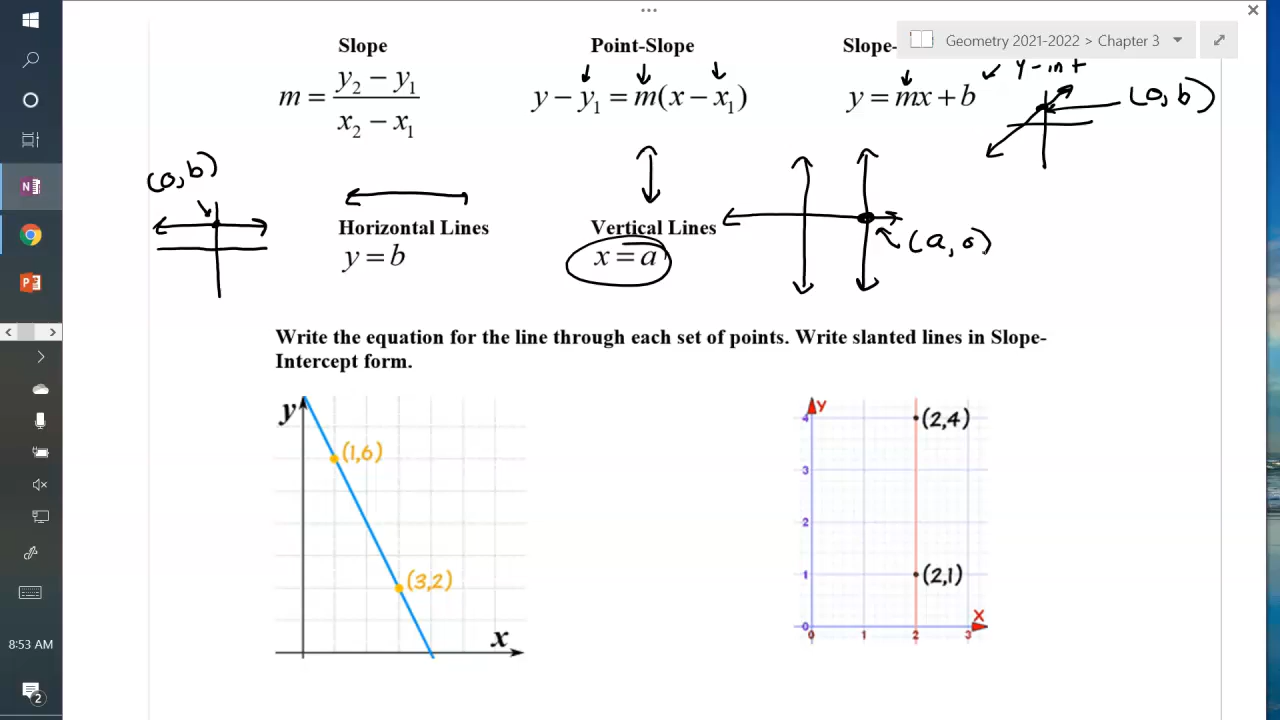 Geometry 2021-2022 > Chapter 3
Slope
Point-Slope
Slope-
y-int
m = (y₂ − y₁)/(x₂ − x₁)
y − y₁ = m(x − x₁)
y = mx + b
(0,b)
(0,b)
Horizontal Lines
Vertical Lines
y = b
x = a
(a,0)
Write the equation for the line through each set of points. Write slanted lines in Slope-
Intercept form.
y
(1,6)
(3,2)
x
Y
4
(2,4)
3
2
1
(2,1)
0
X
0 1 2 3
8:53 AM
2